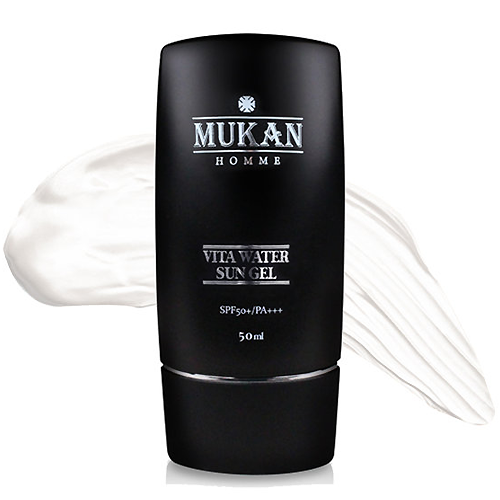 MUKAN
HOMME
VITA WATER
SUN GEL
SPF50+/PA+++
50ml